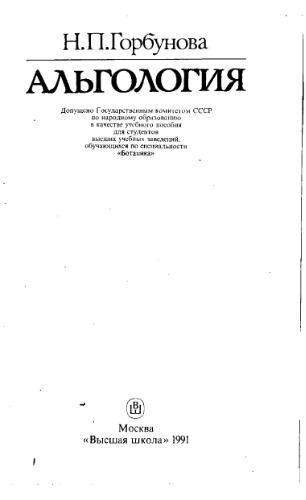 Н.П.Горбунова
АЛЬГОЛОГИЯ
Допущено Государственным комитетом СССР
по народному образованию
в качестве учебного пособия
для студентов
высших учебных заведений,
обучающихся по специальности
«Ботаника»
Москва
«Высшая школа» 1991